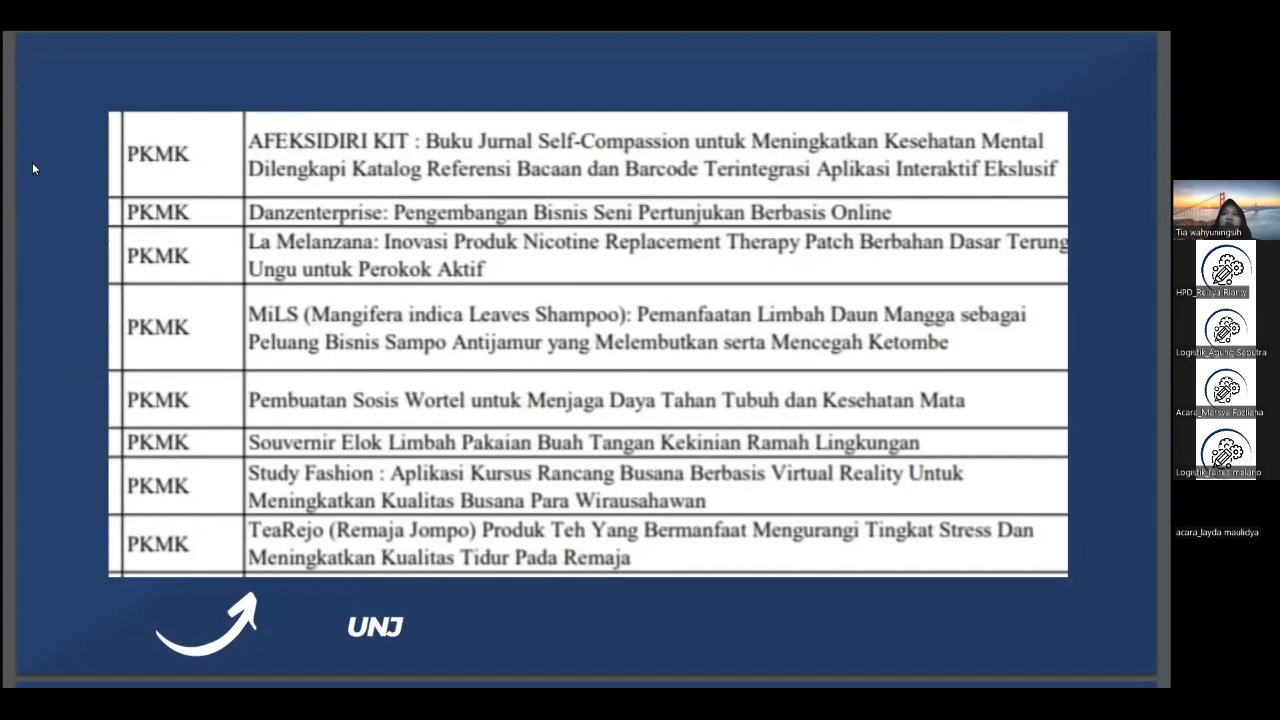 PKMK
AFEKSIDIRI KIT : Buku Jurnal Self-Compassion untuk Meningkatkan Kesehatan Mental
Dilengkapi Katalog Referensi Bacaan dan Barcode Terintegrasi Aplikasi Interaktif Ekslusif
PKMK
Danzenterprise: Pengembangan Bisnis Seni Pertunjukan Berbasis Online
PKMK
La Melanzana: Inovasi Produk Nicotine Replacement Therapy Patch Berbahan Dasar Terung
Ungu untuk Perokok Aktif
PKMK
MiLS (Mangifera indica Leaves Shampoo): Pemanfaatan Limbah Daun Mangga sebagai
Peluang Bisnis Sampo Antijamur yang Melembutkan serta Mencegah Ketombe
PKMK
Pembuatan Sosis Wortel untuk Menjaga Daya Tahan Tubuh dan Kesehatan Mata
PKMK
Souvernir Elok Limbah Pakaian Buah Tangan Kekinian Ramah Lingkungan
PKMK
Study Fashion : Aplikasi Kursus Rancang Busana Berbasis Virtual Reality Untuk
Meningkatkan Kualitas Busana Para Wirausahawan
PKMK
TeaRejo (Remaja Jompo) Produk Teh Yang Bermanfaat Mengurangi Tingkat Stress Dan
Meningkatkan Kualitas Tidur Pada Remaja
UNJ
Tia wahyuningsih
Logistik_Agung Saputra
acara_layda maulidya